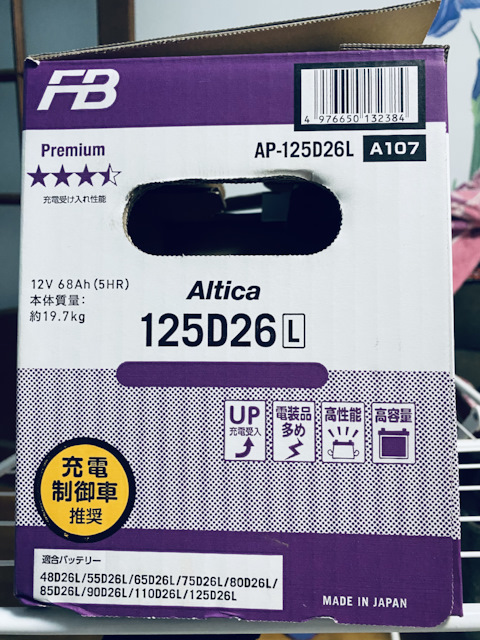 FB
4 976650 132384
Premium
AP-125D26L A107
充電受け入れ性能
12V 68Ah(5HR)
本体質量:
約19.7kg
Altica
125D26 L
UP
充電受入
電装品
多め
高性能
高容量
充電
制御車
推奨
適合バッテリー
48D26L/55D26L/65D26L/75D26L/80D26L/
85D26L/90D26L/110D26L/125D26L
MADE IN JAPAN